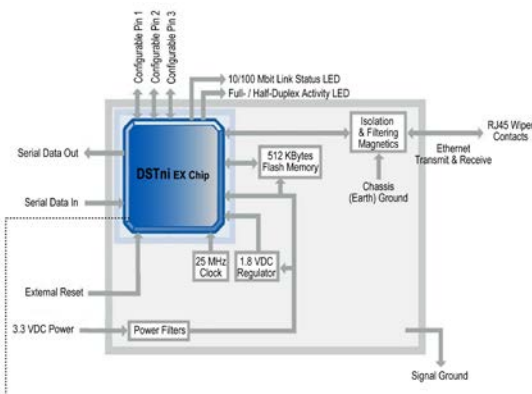 Configurable Pin 1
Configurable Pin 2
Configurable Pin 3
10/100 Mbit Link Status LED
Full- / Half-Duplex Activity LED
Isolation
& Filtering
Magnetics
RJ45 Wiper
Contacts
Ethernet
Transmit & Receive
Serial Data Out
DSTni EX Chip
512 KBytes
Flash Memory
Chassis
(Earth) Ground
Serial Data In
25 MHz
Clock
1.8 VDC
Regulator
External Reset
3.3 VDC Power
Power Filters
Signal Ground